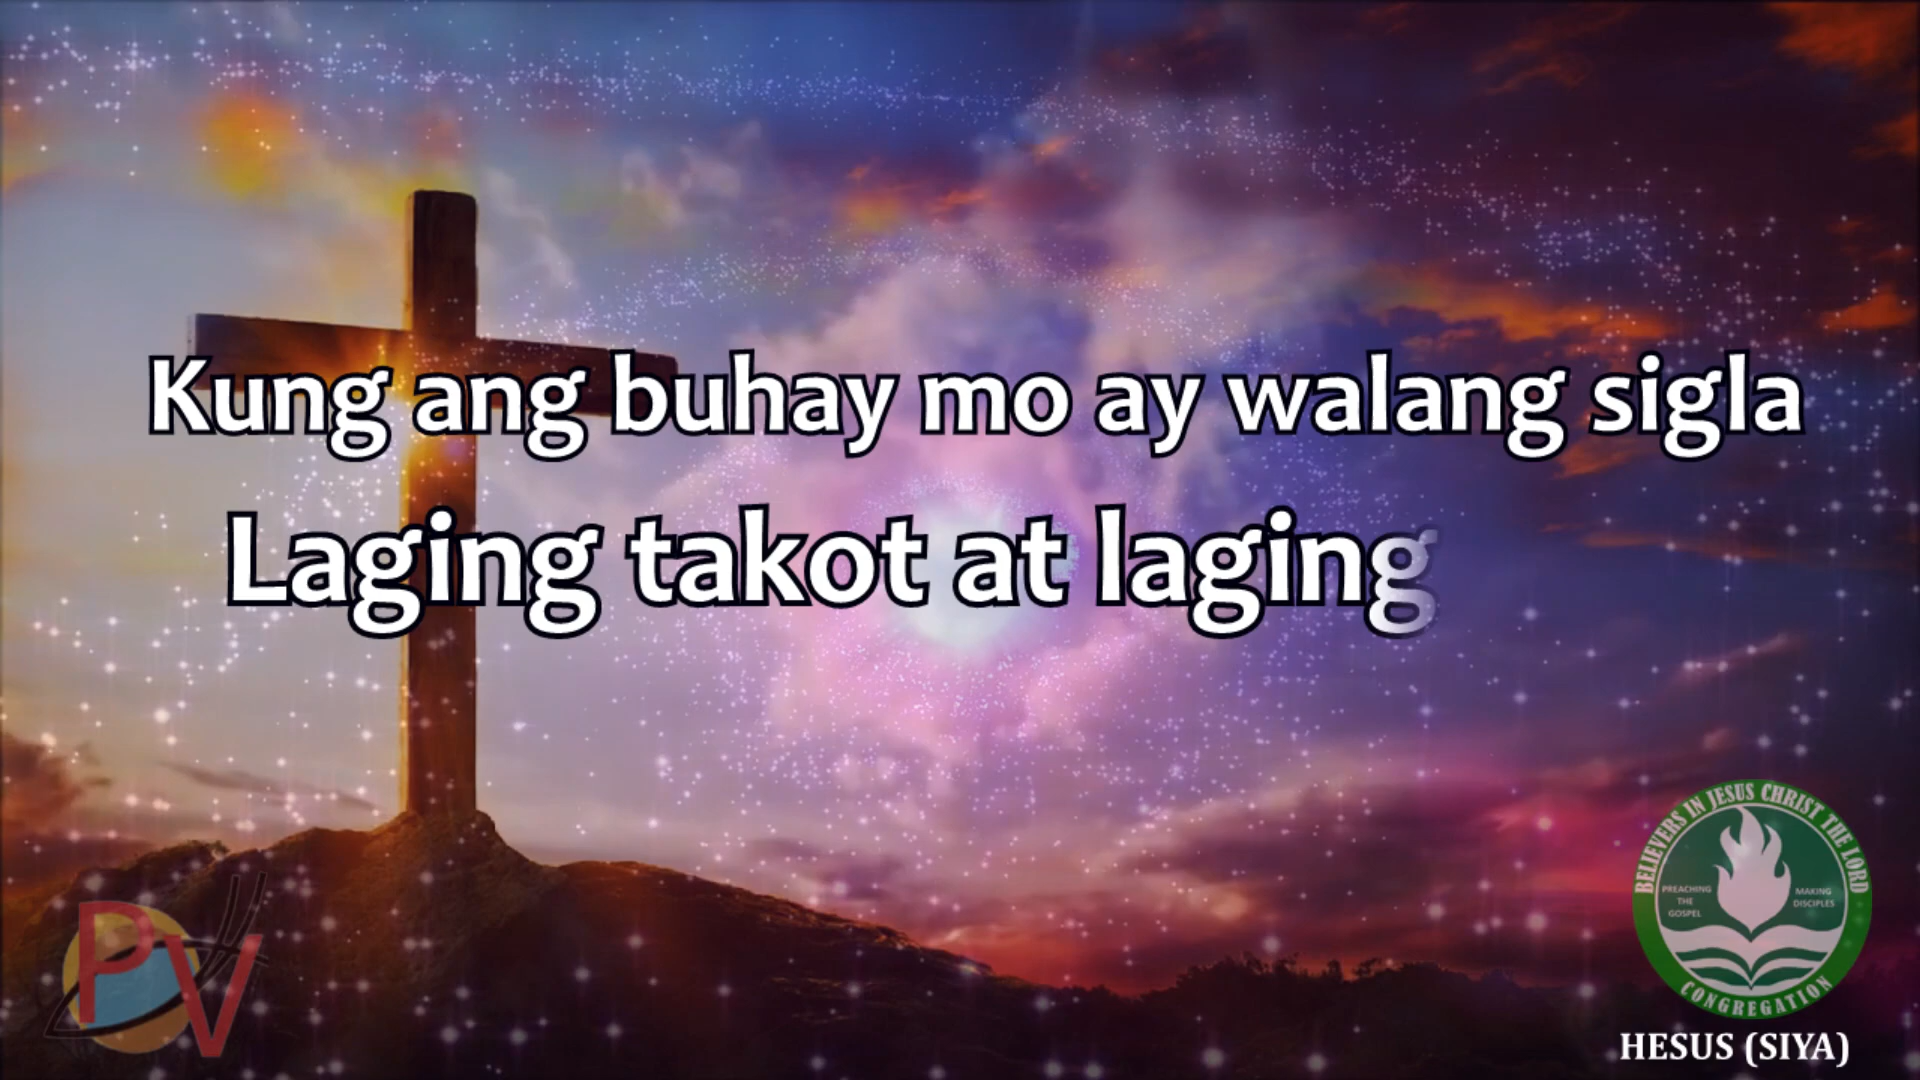 Kung ang buhay mo ay walang sigla
Laging takot at laging
BELIEVERS IN JESUS CHRIST THE LORD
PREACHING
THE
GOSPEL
MAKING
DISCIPLES
CONGREGATION
PV
HESUS (SIYA)